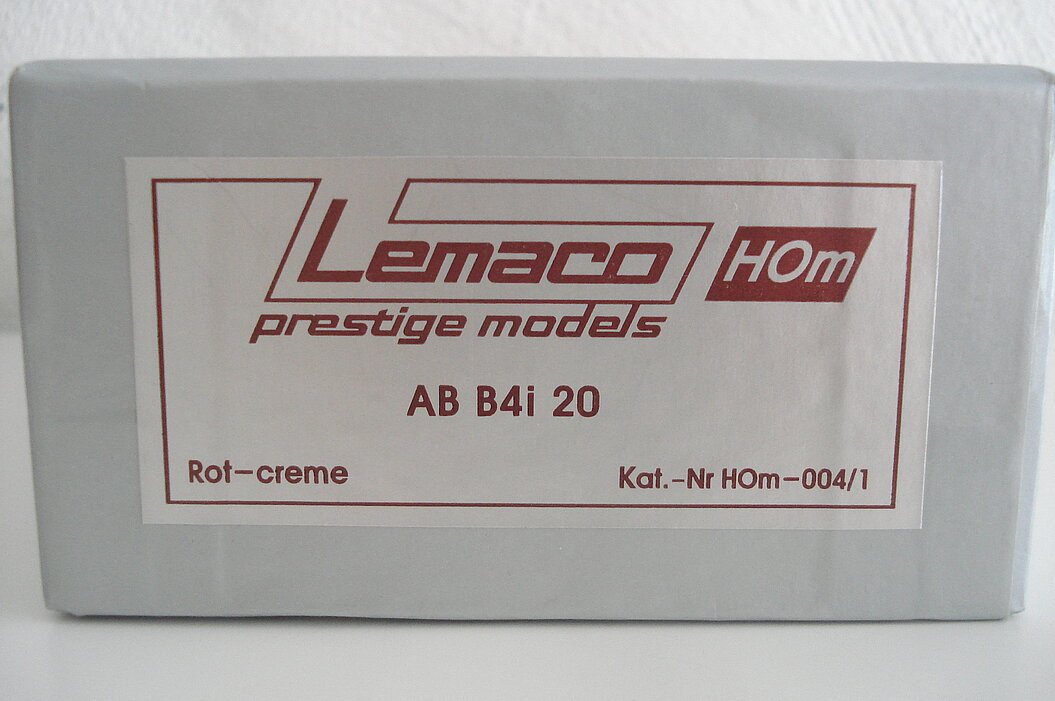 Lemaco HOm
prestige models
AB B4i 20
Rot-creme
Kat.-Nr HOm-004/1